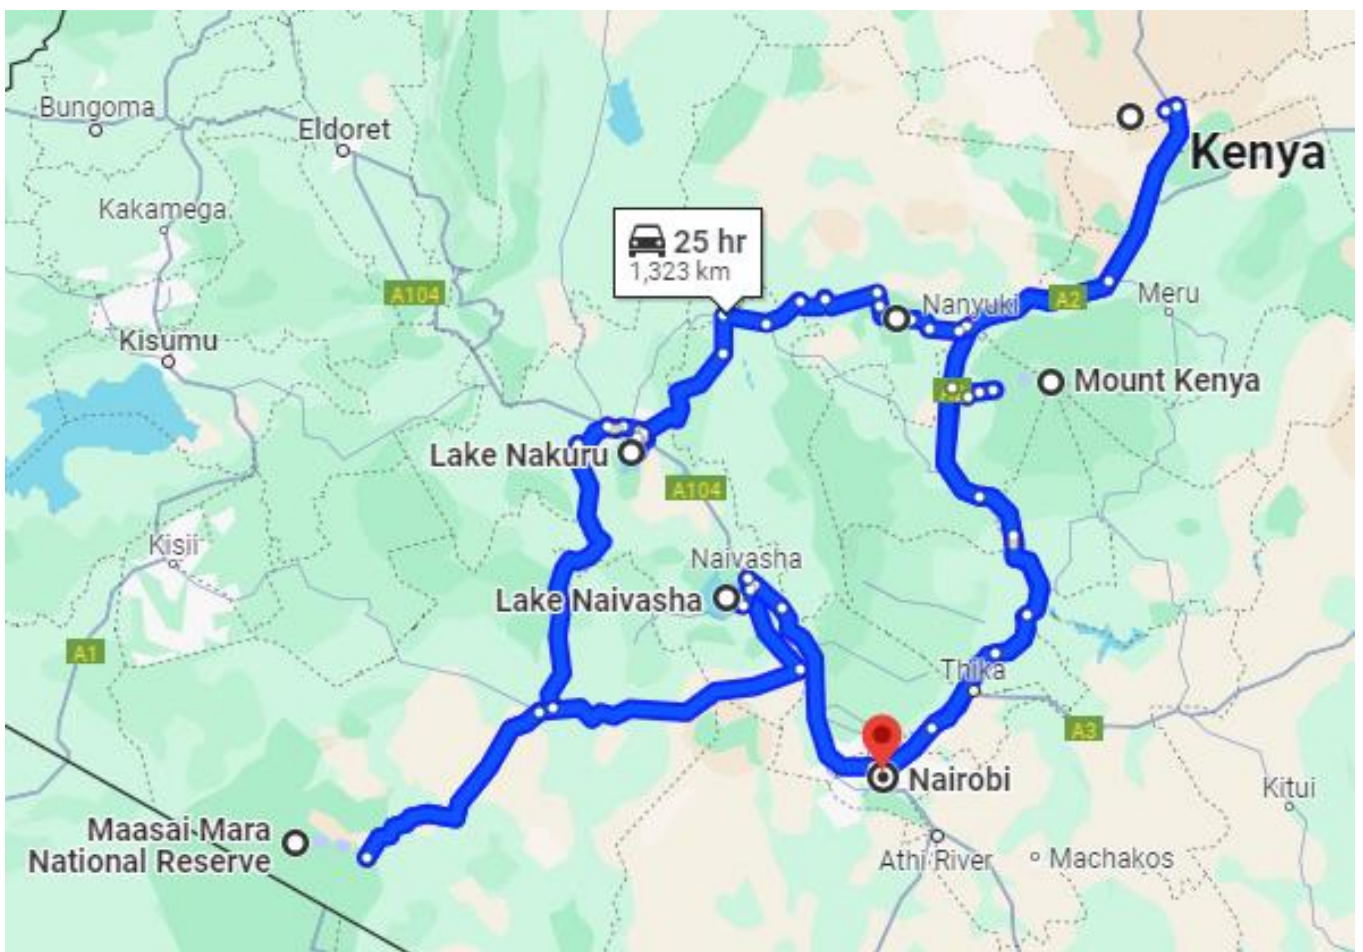 Bungoma
Eldoret
Kenya
Kakamega
25 hr
1,323 km
A104
Nanyuki
A2
Meru
Kisumu
Mount Kenya
Lake Nakuru
A104
Kisii
Naivasha
Lake Naivasha
A1
Thika
A3
Nairobi
Kitui
Maasai Mara
National Reserve
Athi River
Machakos